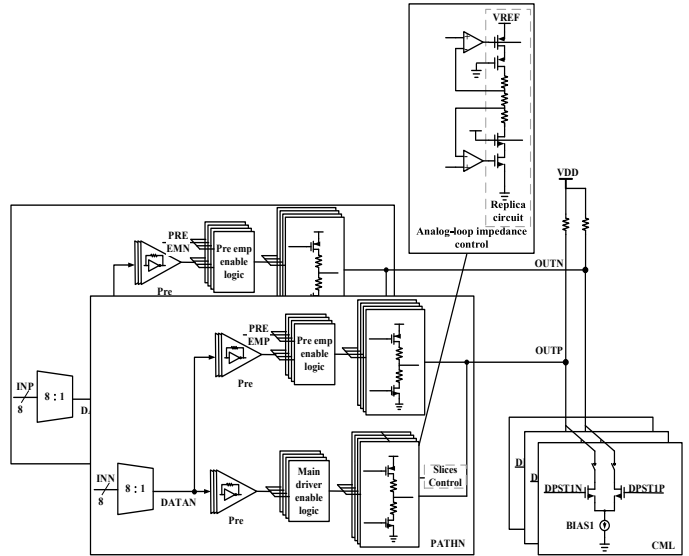 VREF
Replica
circuit
Analog-loop impedance
control
VDD
PRE
EMN
-
Pre emp
enable
logic
Pre
OUTN
PRE
EMP
-
Pre emp
enable
logic
Pre
OUTP
INP
8
8 : 1
INN
8
8 : 1
DATAN
Pre
Main
driver
enable
logic
Slices
Control
PATHN
DPST1N
DPST1P
BIAS1
CML